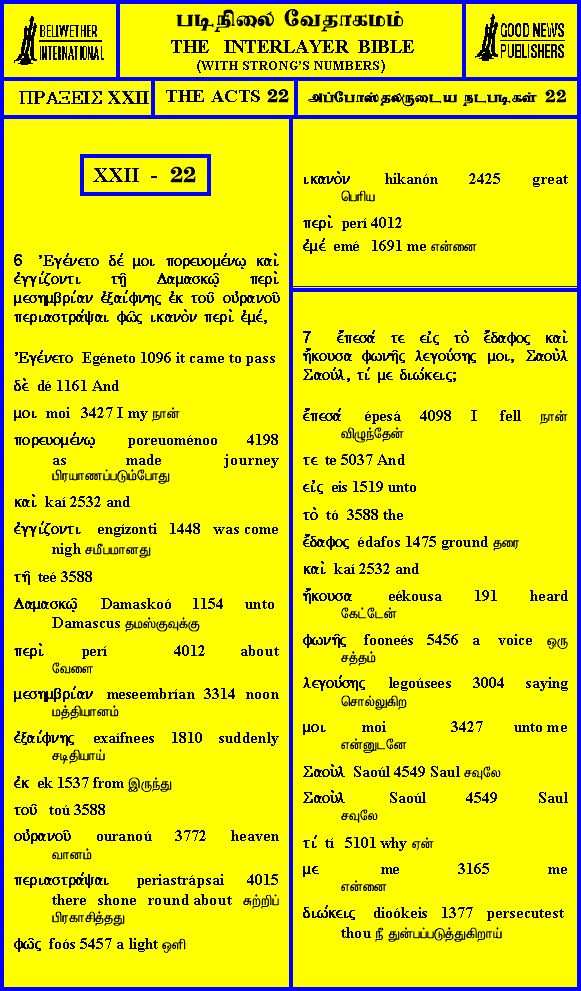 BELLWETHER
INTERNATIONAL
படிநிலை வேதாகமம்
THE INTERLAYER BIBLE
(WITH STRONG'S NUMBERS)
GOOD NEWS
PUBLISHERS
ΠΡΑΞΕΙΣ XXII
THE ACTS 22
அப்போஸ்தலருடைய நடபடிகள் 22
XXII - 22
6 Ἐγένετο δέ μοι πορευομένῳ καὶ
ἐγγίζοντι τῇ Δαμασκῷ περὶ
μεσημβρίαν ἐξαίφνης ἐκ τοῦ οὐρανοῦ
περιαστράψαι φῶς ικανὸν περὶ ἐμέ,
Ἐγένετο Egéneto 1096 it came to pass
δὲ dé 1161 And
μοι moi 3427 I my நான்
πορευομένῳ poreuoménoo 4198
as made journey
பிரயாணப்படும்போது
καὶ kaí 2532 and
ἐγγίζοντι engízonti 1448 was come
nigh சமீபமானது
τῇ teé 3588
Δαμασκῷ Damaskoó 1154 unto
Damascus தமஸ்குவுக்கு
περὶ perí 4012 about
வேளை
μεσημβρίαν meseembrían 3314 noon
மத்தியானம்
ἐξαίφνης exaífnees 1810 suddenly
சடிதியாய்
ἐκ ek 1537 from இருந்து
τοῦ toú 3588
οὐρανοῦ ouranoú 3772 heaven
வானம்
περιαστράψαι periastrápsai 4015
there shone round about சுற்றிப்
பிரகாசித்தது
φῶς foós 5457 a light ஒளி
ικανὸν hikanón 2425 great
பெரிய
περὶ perí 4012
ἐμέ emé 1691 me என்னை
7 ἔπεσά τε εἰς τὸ ἔδαφος καὶ
ἤκουσα φωνῆς λεγούσης μοι, Σαοὺλ
Σαούλ, τί με διώκεις;
ἔπεσά épesá 4098 I fell நான்
விழுந்தேன்
τε te 5037 And
εἰς eis 1519 unto
τὸ tó 3588 the
ἔδαφος édafos 1475 ground தரை
καὶ kaí 2532 and
ἤκουσα eékousa 191 heard
கேட்டேன்
φωνῆς fooneés 5456 a voice ஒரு
சத்தம்
λεγούσης legoúsees 3004 saying
சொல்லுகிற
μοι moi 3427 unto me
என்னுடனே
Σαοὺλ Saoúl 4549 Saul சவுலே
Σαοὺλ Saoúl 4549 Saul
சவுலே
τί tí 5101 why ஏன்
με me 3165 me
என்னை
διώκεις dioókeis 1377 persecutest
thou நீ துன்பப்படுத்துகிறாய்